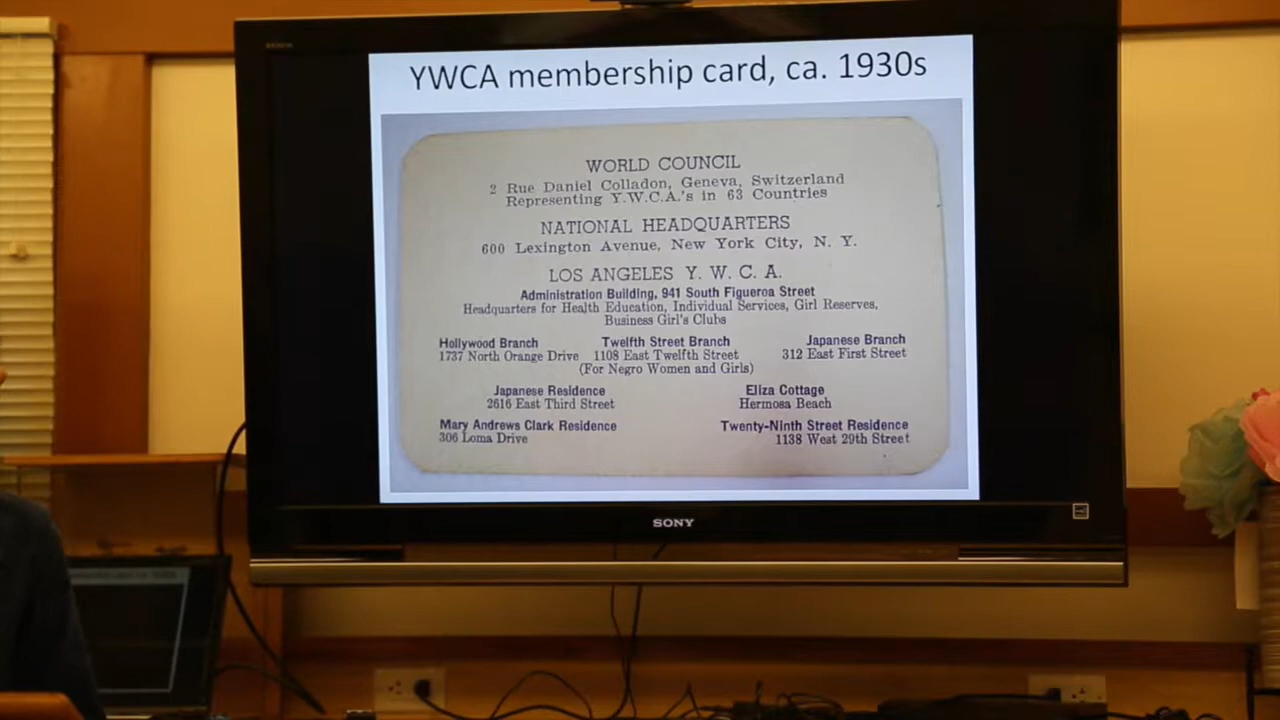 YWCA membership card, ca. 1930s
WORLD COUNCIL
2 Rue Daniel Colladon, Geneva, Switzerland
Representing Y.W.C.A.'s in 63 Countries
NATIONAL HEADQUARTERS
600 Lexington Avenue, New York City, N. Y.
LOS ANGELES Y. W. C. A.
Administration Building, 941 South Figueroa Street
Headquarters for Health Education, Individual Services, Girl Reserves,
Business Girl's Clubs
Hollywood Branch
1737 North Orange Drive
Twelfth Street Branch
1108 East Twelfth Street
(For Negro Women and Girls)
Japanese Branch
312 East First Street
Japanese Residence
2616 East Third Street
Eliza Cottage
Hermosa Beach
Mary Andrews Clark Residence
306 Loma Drive
Twenty-Ninth Street Residence
1138 West 29th Street
SONY